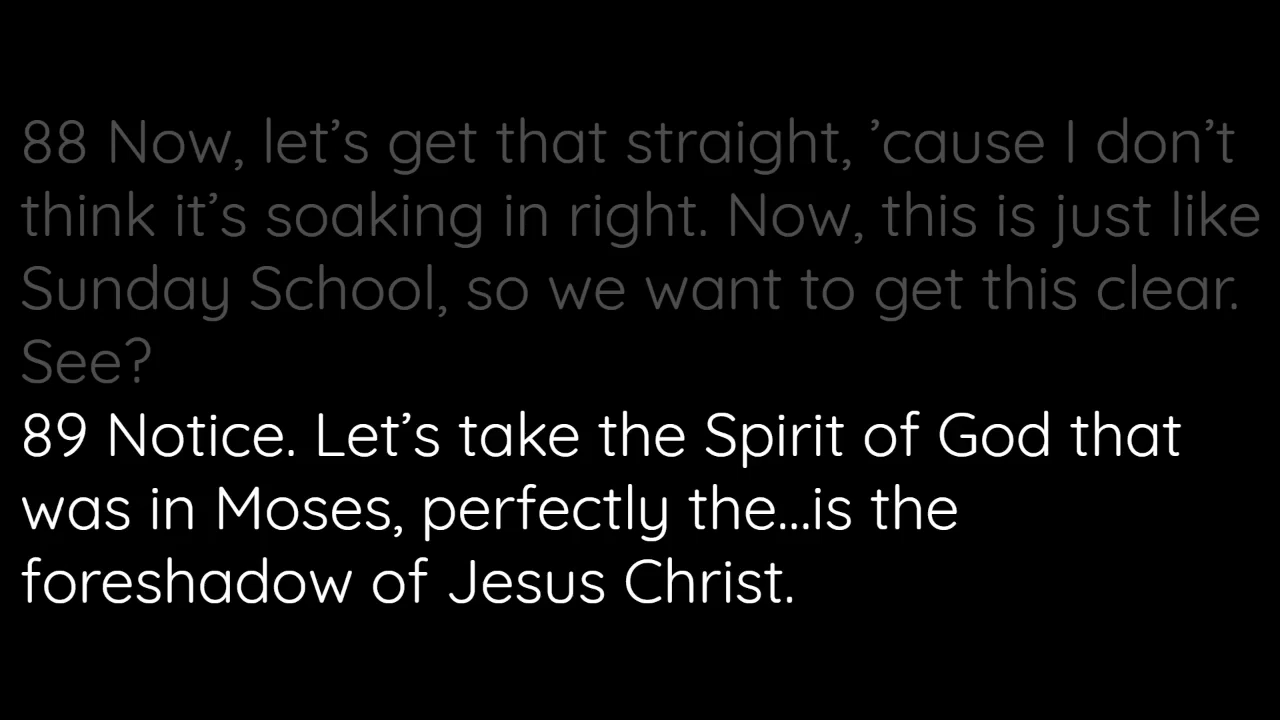 88 Now, let’s get that straight, ’cause I don’t
think it’s soaking in right. Now, this is just like
Sunday School, so we want to get this clear.
See?
89 Notice. Let’s take the Spirit of God that
was in Moses, perfectly the...is the
foreshadow of Jesus Christ.